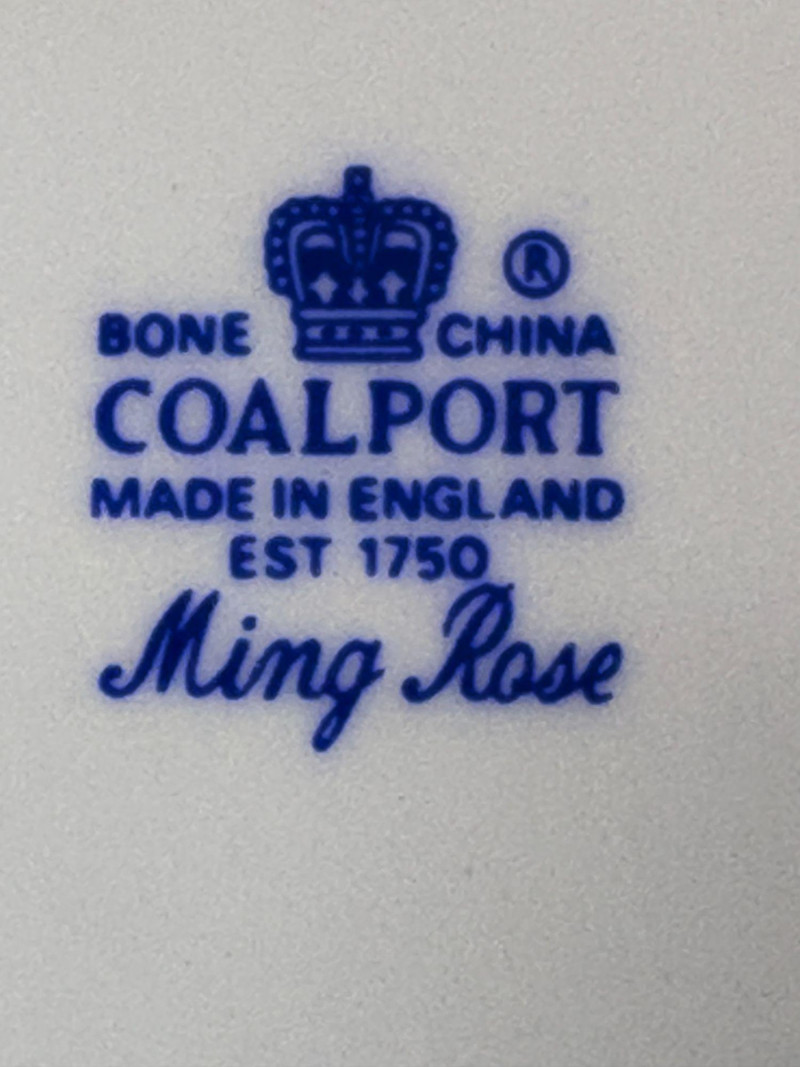 ®
BONE CHINA
COALPORT
MADE IN ENGLAND
EST 1750
Ming Rose